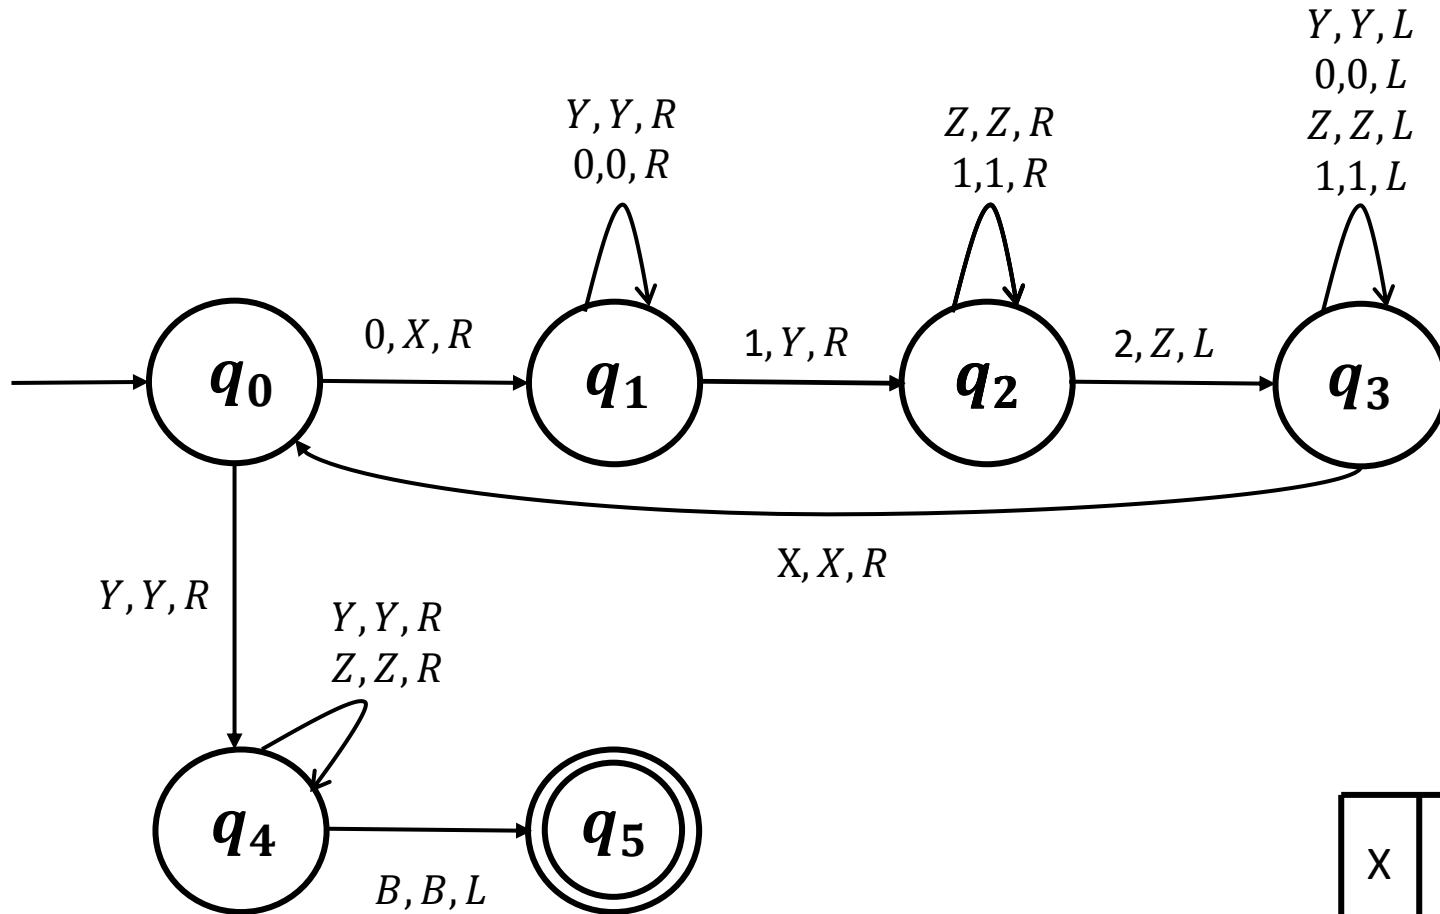 Y, Y, L
0,0, L
Z, Z, L
1,1, L
Y, Y, R
0,0, R
Z, Z, R
1,1, R
q0
0, X, R
q1
1, Y, R
q2
2, Z, L
q3
X, X, R
Y, Y, R
Y, Y, R
Z, Z, R
q4
B, B, L
q5
X